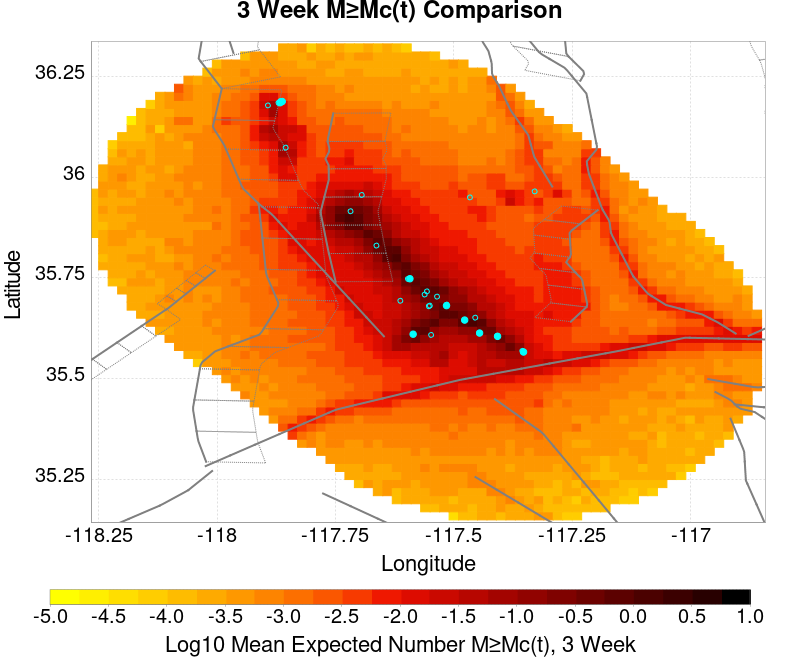 3 Week M≥Mc(t) Comparison
36.25
36
35.75
35.5
35.25
Latitude
-118.25 -118 -117.75 -117.5 -117.25 -117
Longitude
-5.0 -4.5 -4.0 -3.5 -3.0 -2.5 -2.0 -1.5 -1.0 -0.5 0.0 0.5 1.0
Log10 Mean Expected Number M≥Mc(t), 3 Week